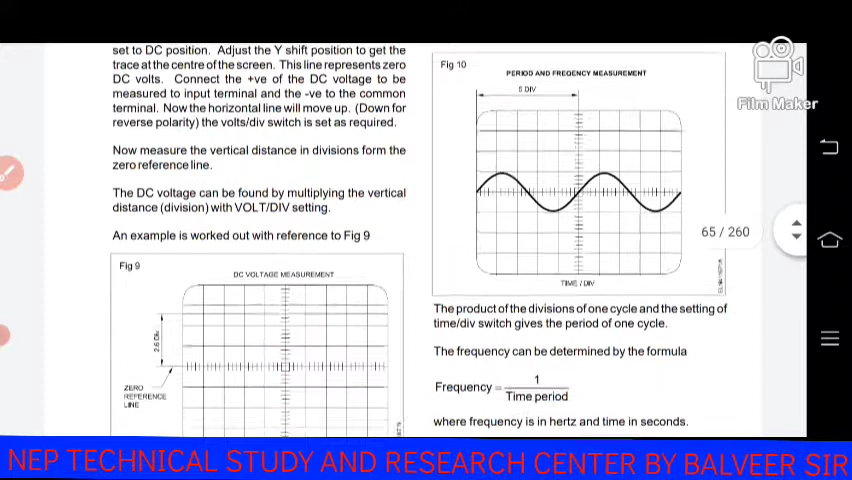 set to DC position. Adjust the Y shift position to get the
trace at the centre of the screen. This line represents zero
DC volts. Connect the +ve of the DC voltage to be
measured to input terminal and the -ve to the common
terminal. Now the horizontal line will move up. (Down for
reverse polarity) the volts/div switch is set as required.
Now measure the vertical distance in divisions form the
zero reference line.
The DC voltage can be found by multiplying the vertical
distance (division) with VOLT/DIV setting.
An example is worked out with reference to Fig 9
Fig 9
DC VOLTAGE MEASUREMENT
2.6 Div
ZERO
REFERENCE
LINE
Fig 10
PERIOD AND FREQENCY MEASUREMENT
5 DIV
TIME / DIV
The product of the divisions of one cycle and the setting of
time/div switch gives the period of one cycle.
The frequency can be determined by the formula
Frequency = 1
Time period
where frequency is in hertz and time in seconds.
Film Maker
65 / 260
NEP TECHNICAL STUDY AND RESEARCH CENTER BY BALVEER SIR